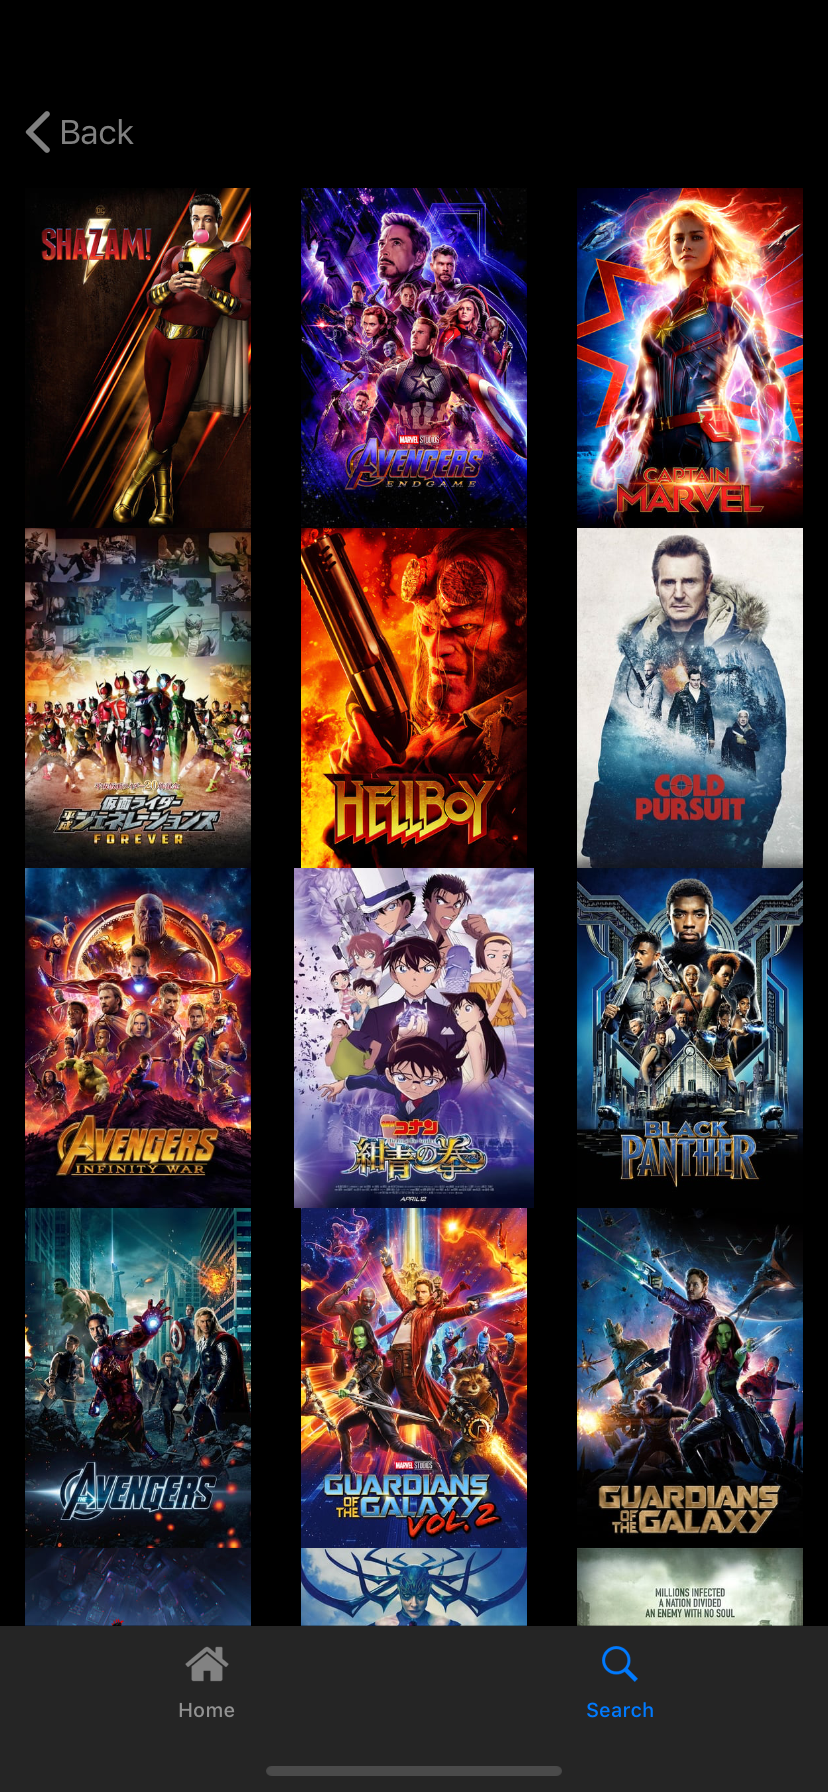 Back
DC
SHAZAM!
MARVEL STUDIOS
AVENGERS
ENDGAME
CAPTAIN
MARVEL
仮面ライダー
平成ジェネレーションズ
FOREVER
HELLBOY
COLD
PURSUIT
AVENGERS
INFINITY WAR
コナン
紺青の拳
APRIL 12
BLACK
PANTHER
THE AVENGERS
MARVEL STUDIOS
GUARDIANS
OF THE GALAXY
VOL. 2
GUARDIANS
OF THE GALAXY
MILLIONS INFECTED
A NATION DIVIDED
AN ENEMY WITH NO SOUL
Home
Search